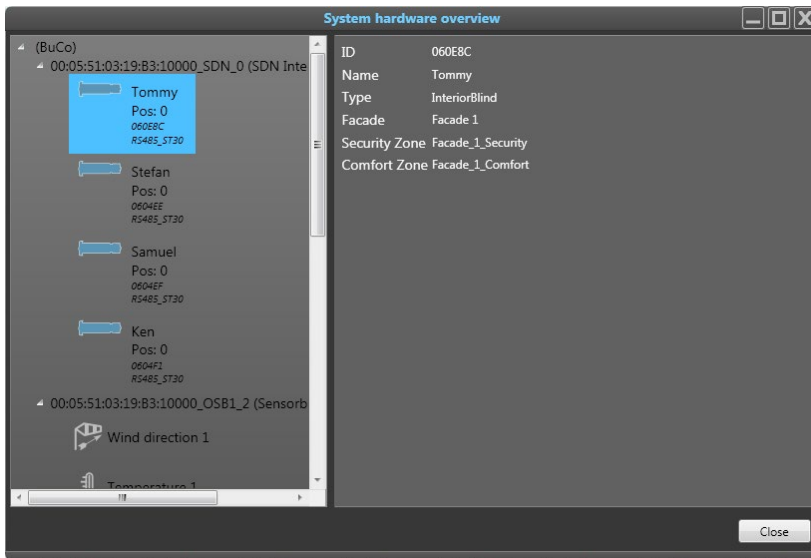 System hardware overview
(BuCo)
00:05:51:03:19:B3:10000_SDN_0 (SDN Inte
Tommy
Pos: 0
060E8C
RS485_ST30
Stefan
Pos: 0
0604EE
RS485_ST30
Samuel
Pos: 0
0604EF
RS485_ST30
Ken
Pos: 0
0604F1
RS485_ST30
00:05:51:03:19:B3:10000_OSB1_2 (Sensorb
Wind direction 1
Temperature 1
ID 060E8C
Name Tommy
Type InteriorBlind
Facade Facade 1
Security Zone Facade_1_Security
Comfort Zone Facade_1_Comfort
Close